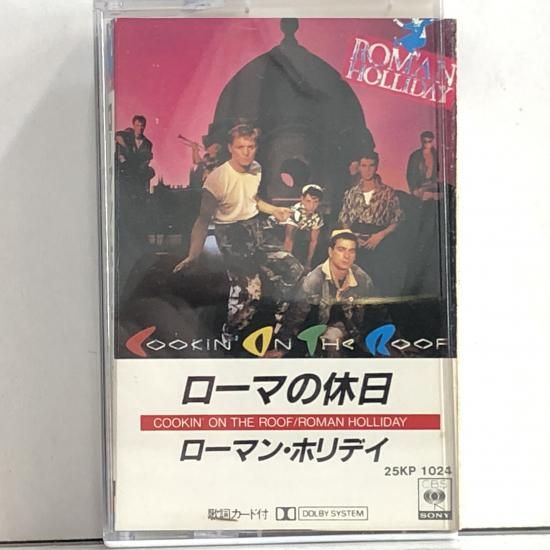 ROMAN
HOLLIDAY
COOKIN' ON THE ROOF
ローマの休日
COOKIN' ON THE ROOF/ROMAN HOLLIDAY
ローマン・ホリデイ
25KP 1024
歌詞カード付 DOLBY SYSTEM
CBS
SONY